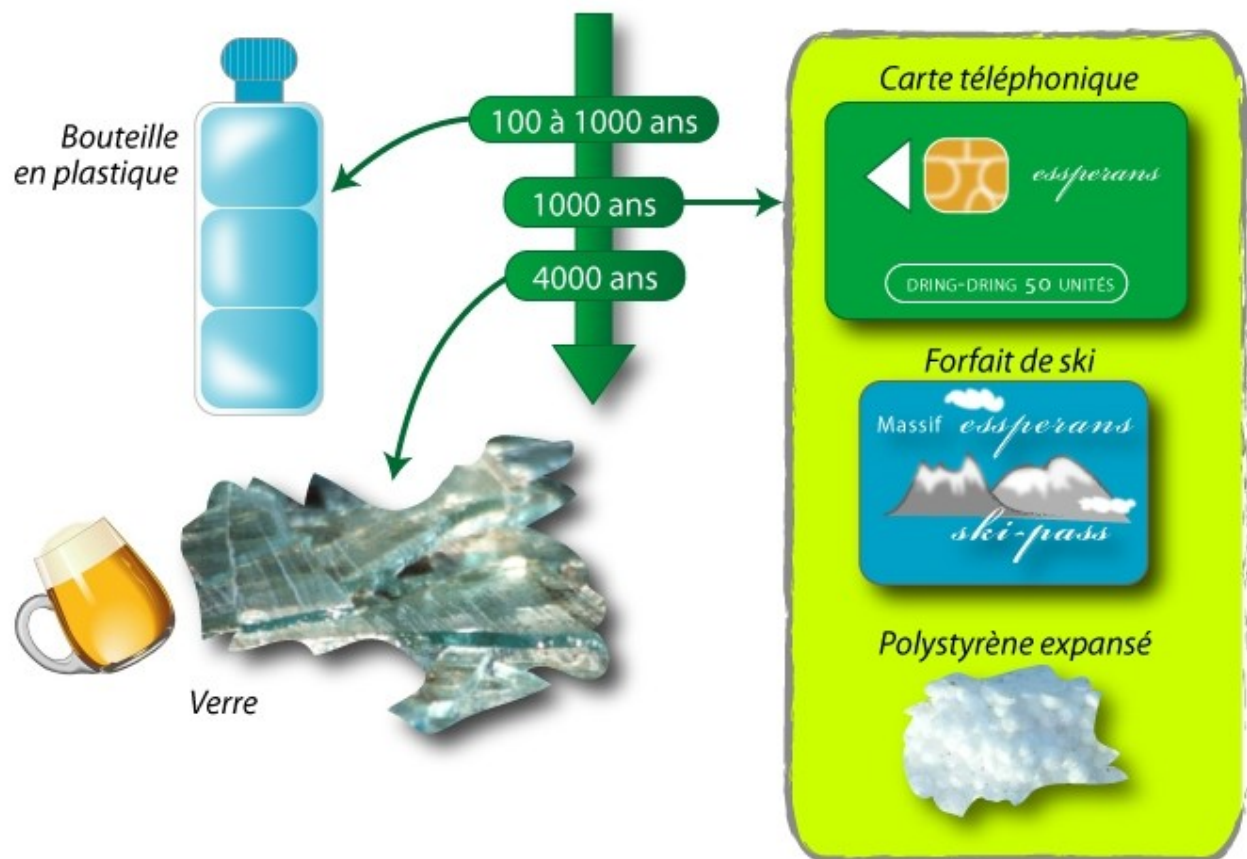 Bouteille
en plastique
100 à 1000 ans
1000 ans
4000 ans
Verre
Carte téléphonique
essperans
DRING-DRING 50 UNITÉS
Forfait de ski
Massif essperans
ski-pass
Polystyrène expansé